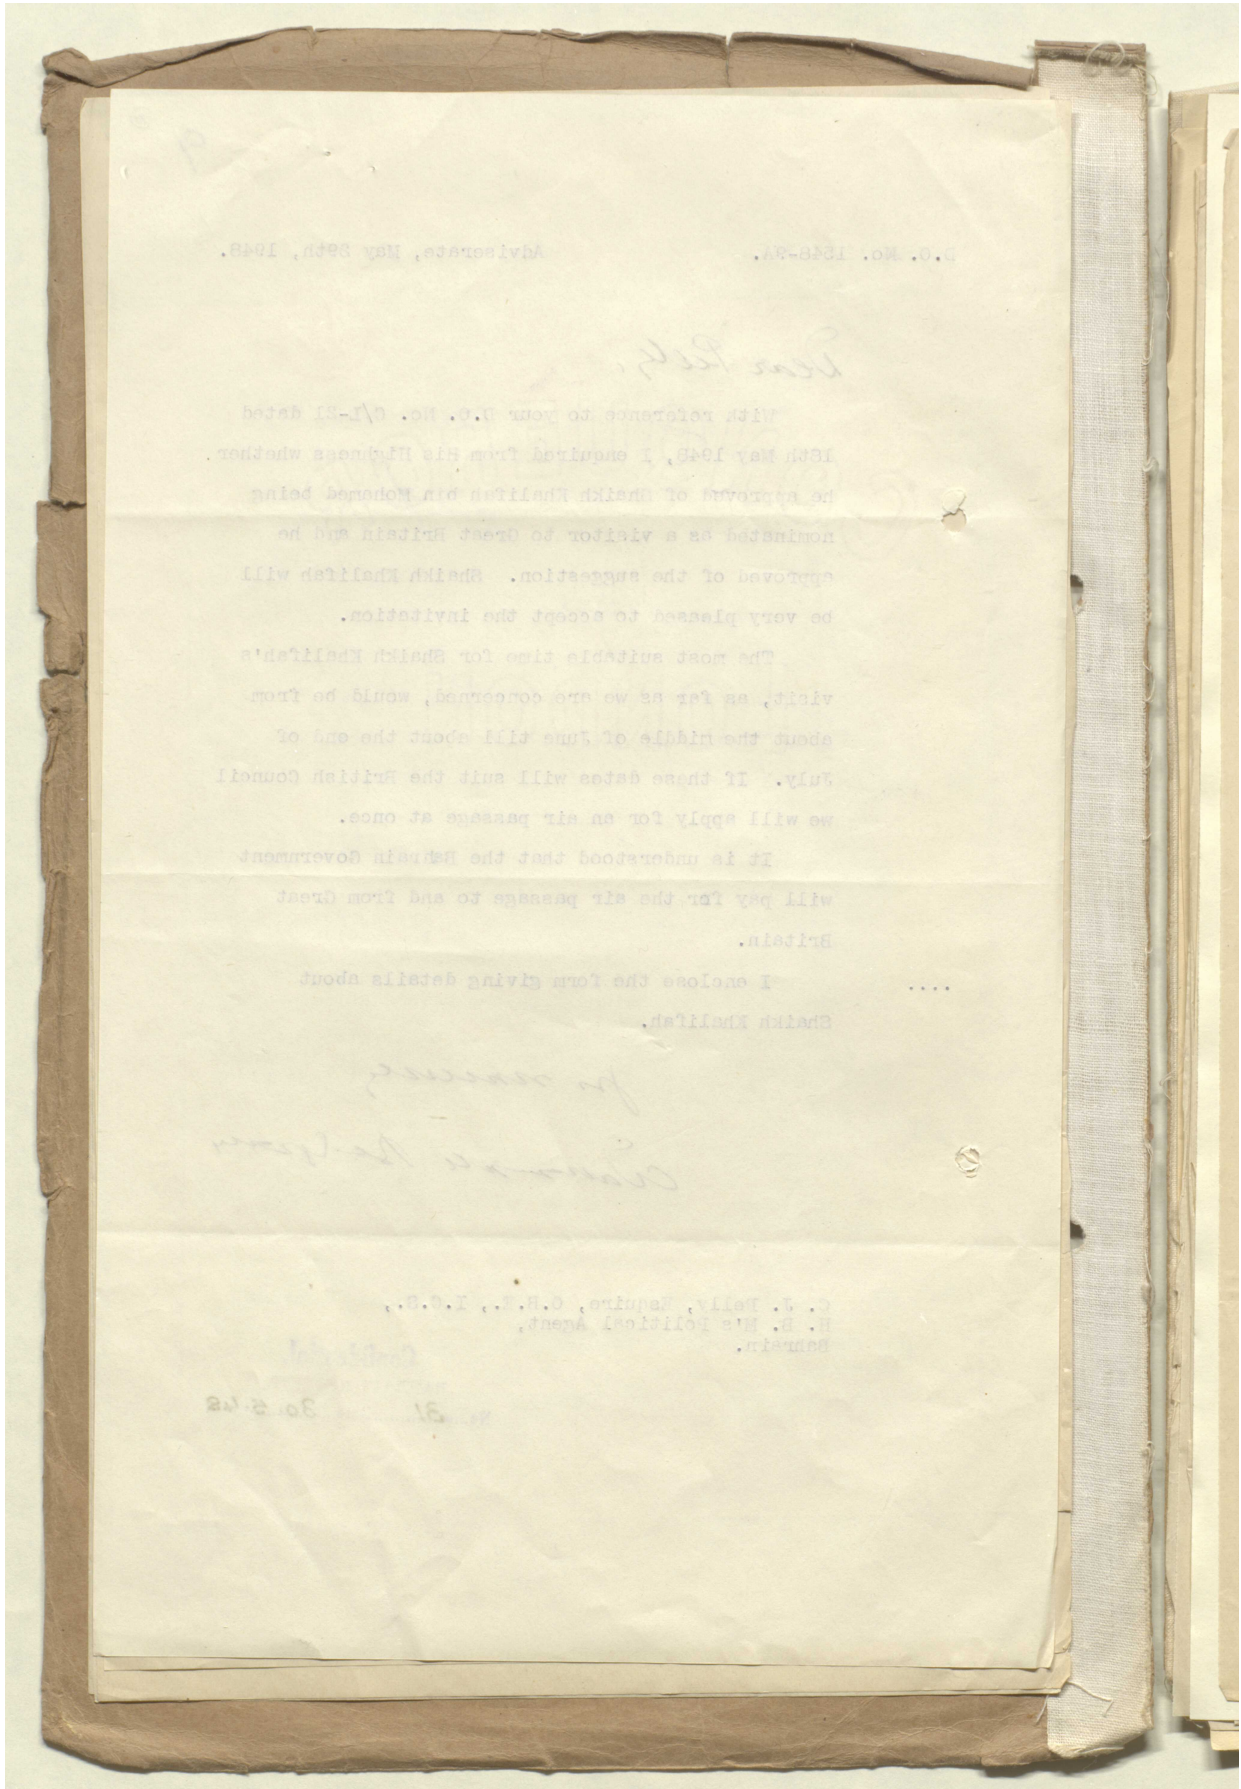 D.O. No. 1548-9A. Adviserate, May 29th, 1948.
Dear Pelly,
With reference to your D.O. No. C/L-21 dated
18th May 1948, I enquired from His Highness whether
he approved of Shaikh Khalifah bin Mohamed being
nominated as a visitor to Great Britain and he
approved of the suggestion. Shaikh Khalifah will
be very pleased to accept the invitation.
The most suitable time for Shaikh Khalifah's
visit, as far as we are concerned, would be from
about the middle of June till about the end of
July. If these dates will suit the British Council
we will apply for an air passage at once.
It is understood that the Bahrain Government
will pay for the air passage to and from Great
Britain.
.... I enclose the form giving details about
Shaikh Khalifah.
C. J. Pelly, Esquire, O.B.E., I.C.S.,
H. B. M's Political Agent,
Bahrain.
Confidential
No. 31 30.5.48